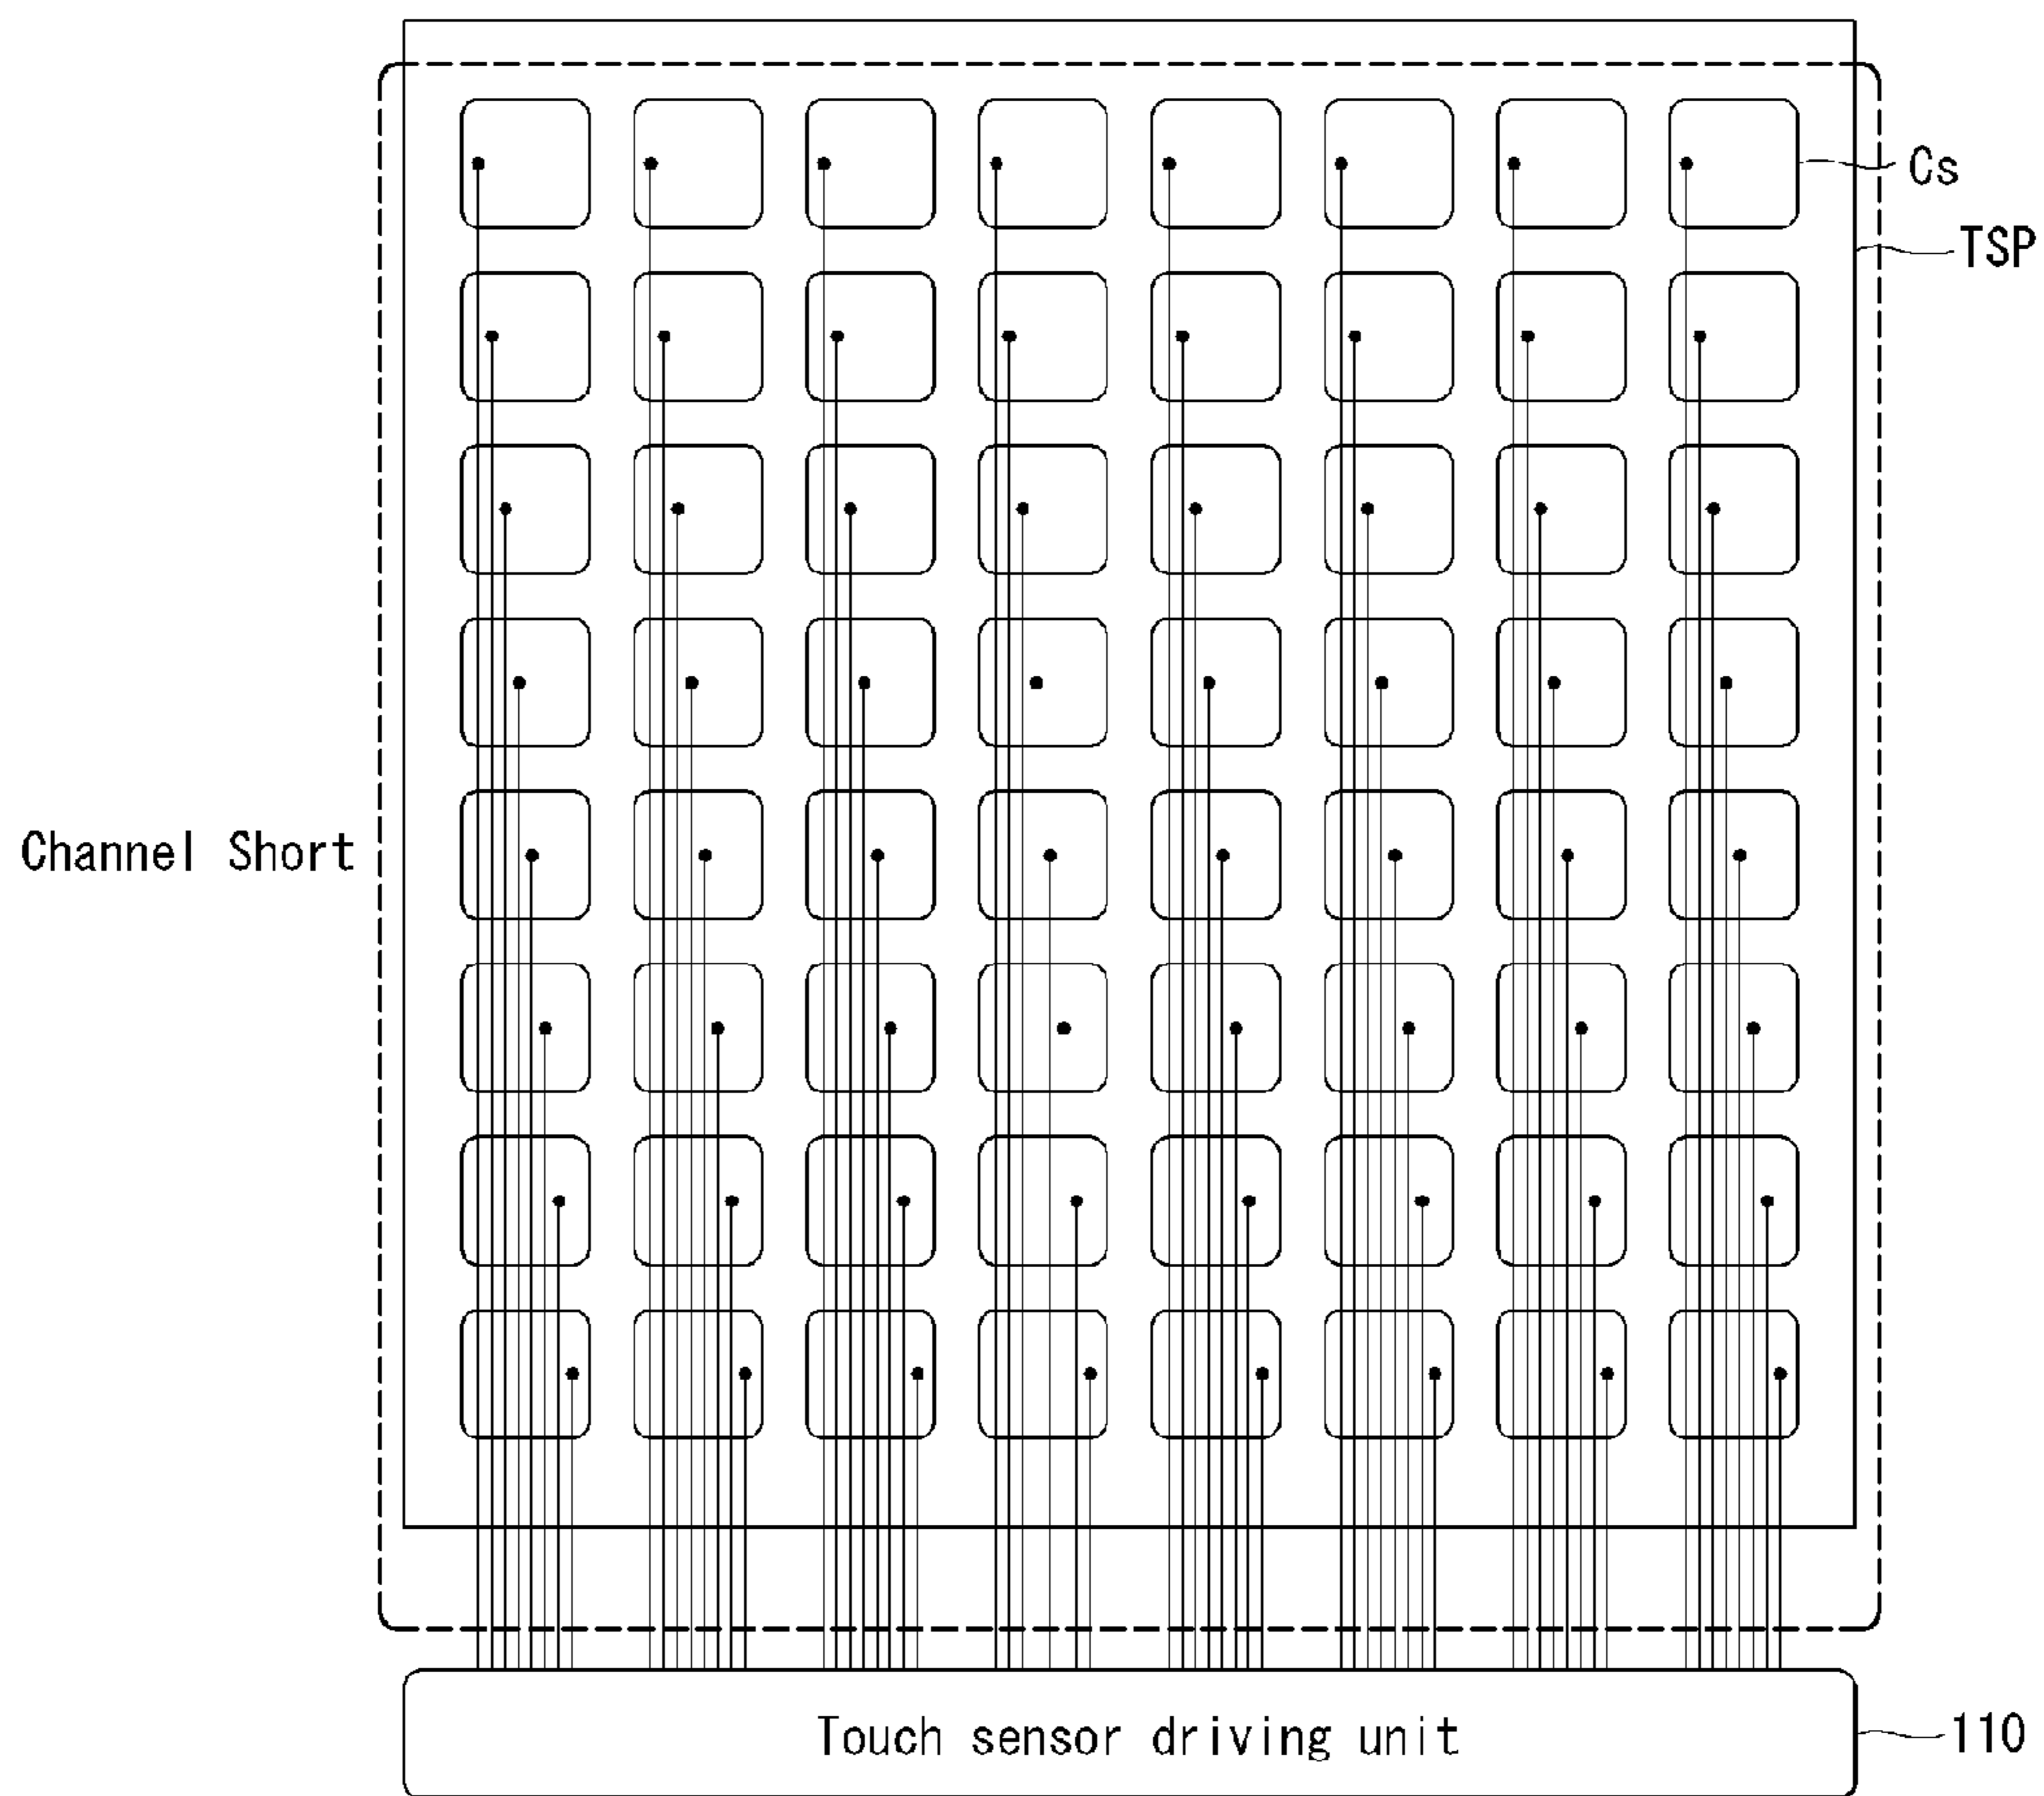 Cs
TSP
Channel Short
Touch sensor driving unit
110